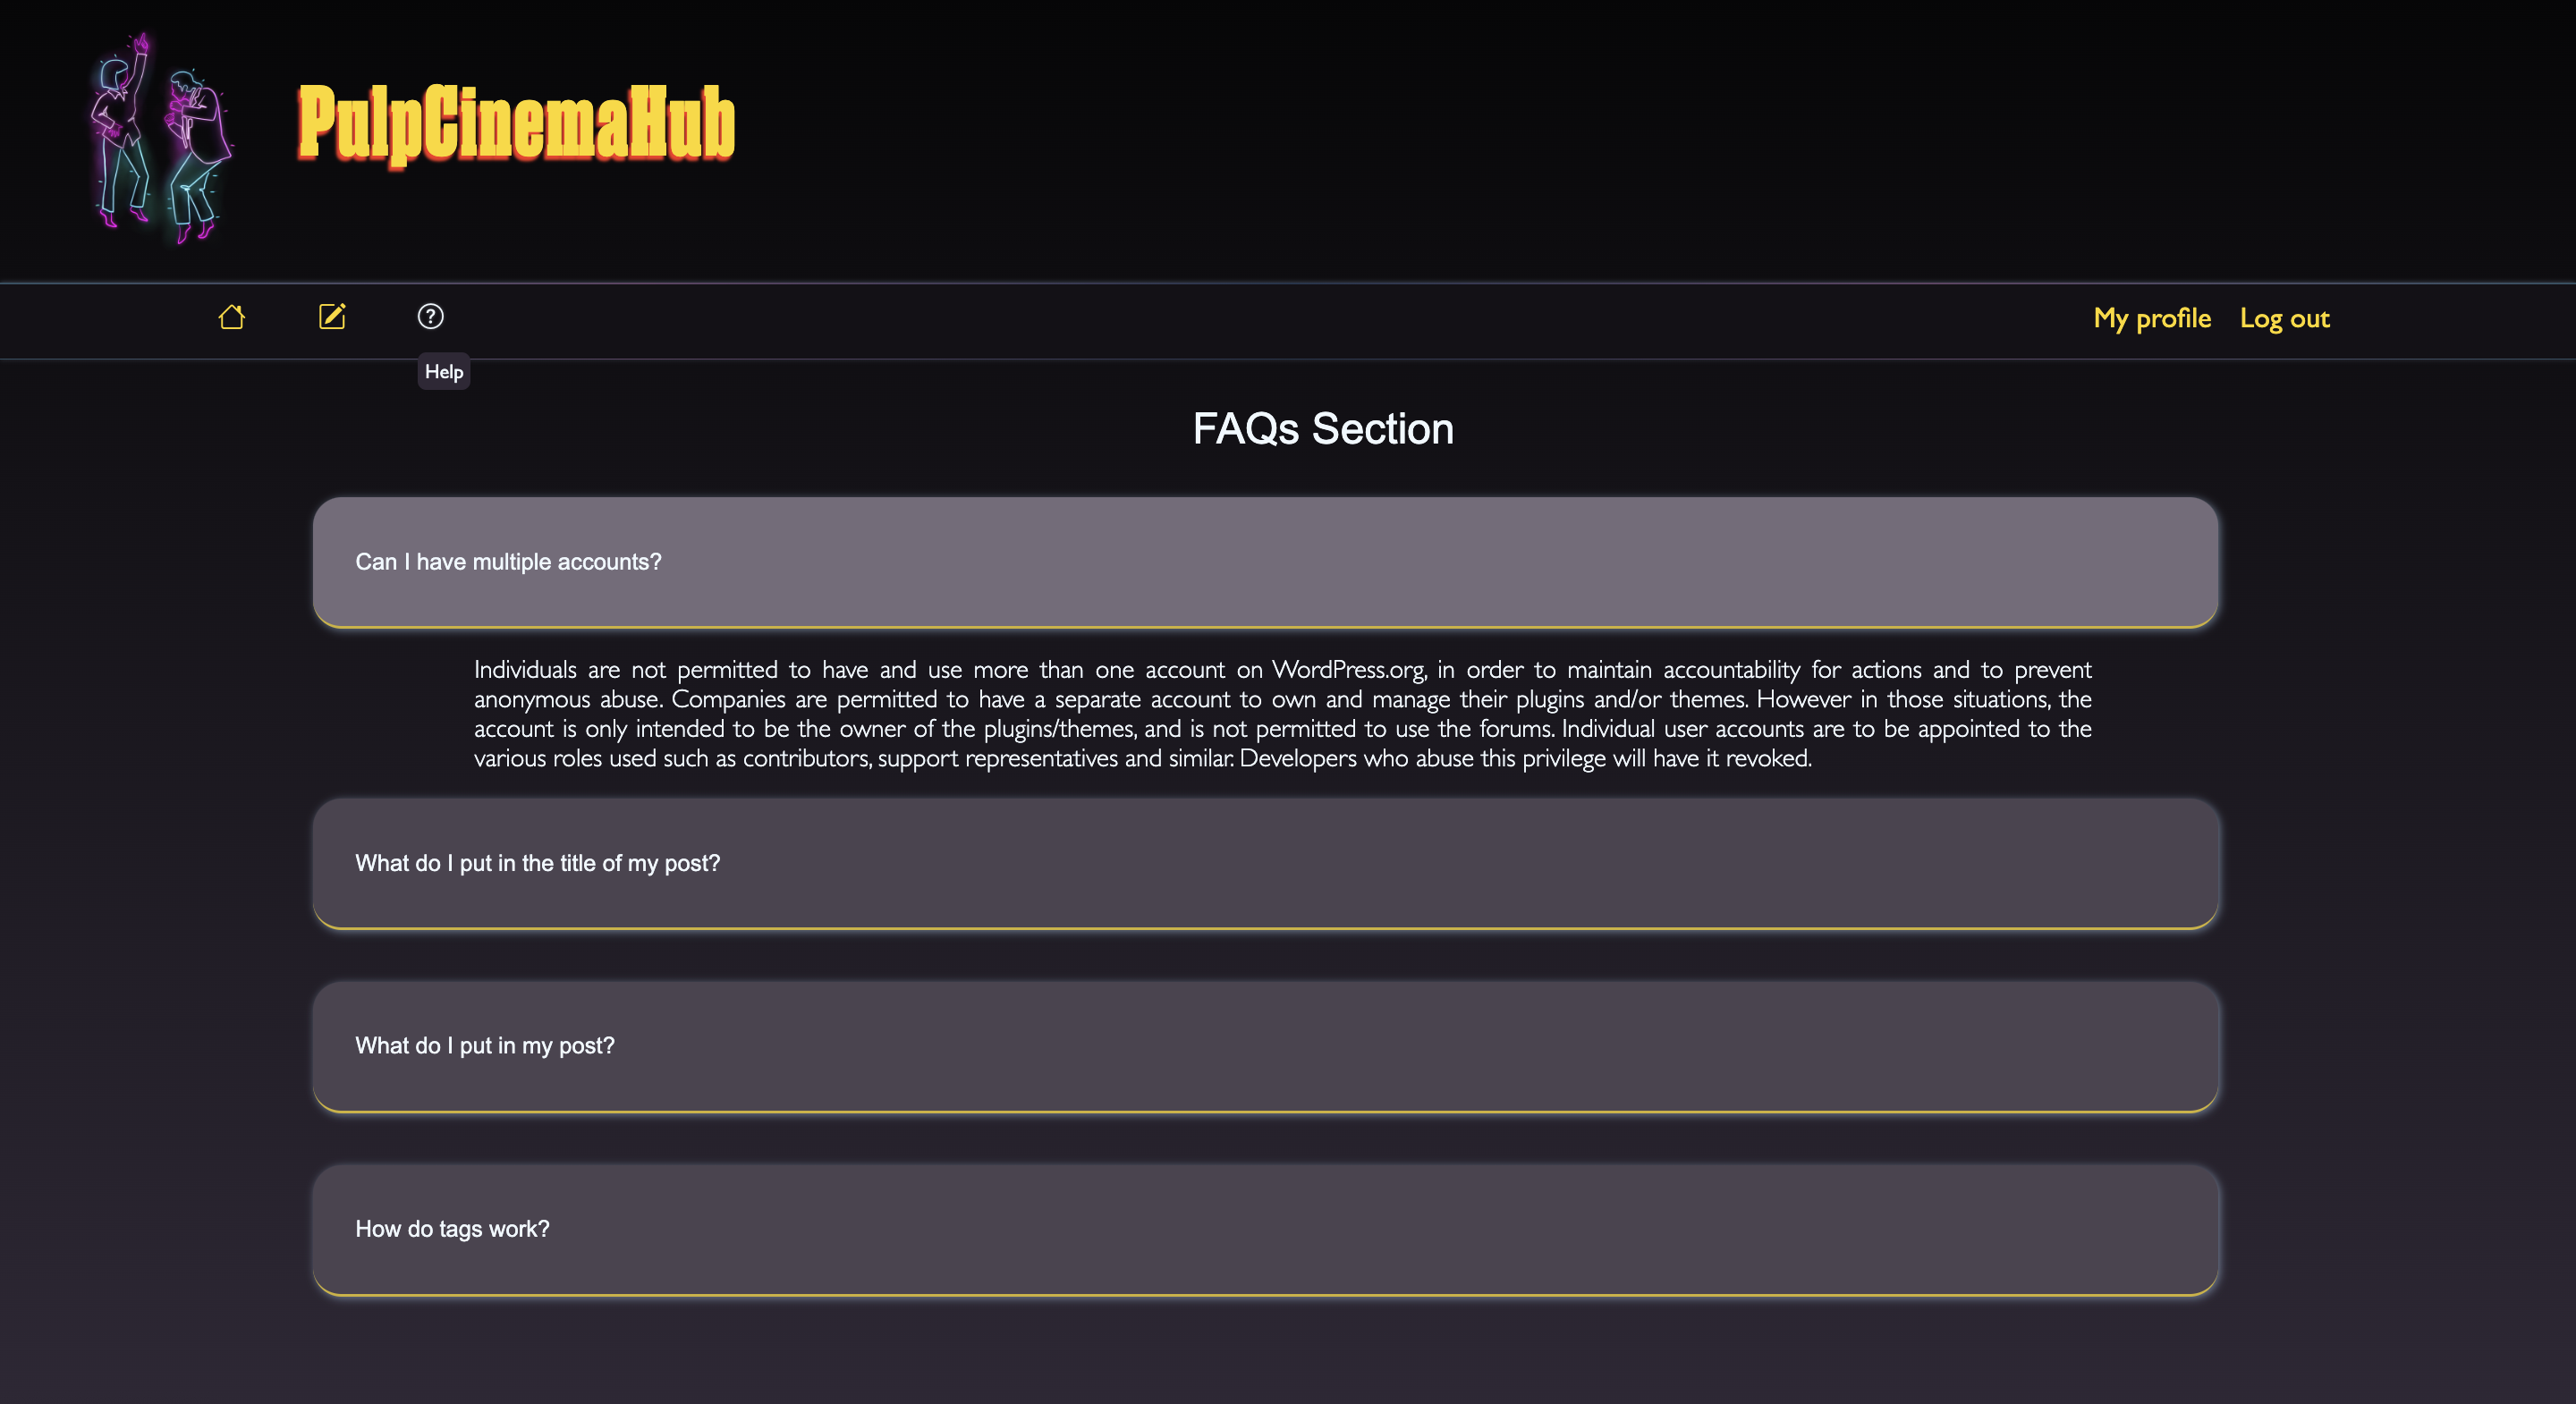 PulpCinemaHub
My profile Log out
Help
FAQs Section
Can I have multiple accounts?
Individuals are not permitted to have and use more than one account on WordPress.org, in order to maintain accountability for actions and to prevent
anonymous abuse. Companies are permitted to have a separate account to own and manage their plugins and/or themes. However in those situations, the
account is only intended to be the owner of the plugins/themes, and is not permitted to use the forums. Individual user accounts are to be appointed to the
various roles used such as contributors, support representatives and similar. Developers who abuse this privilege will have it revoked.
What do I put in the title of my post?
What do I put in my post?
How do tags work?